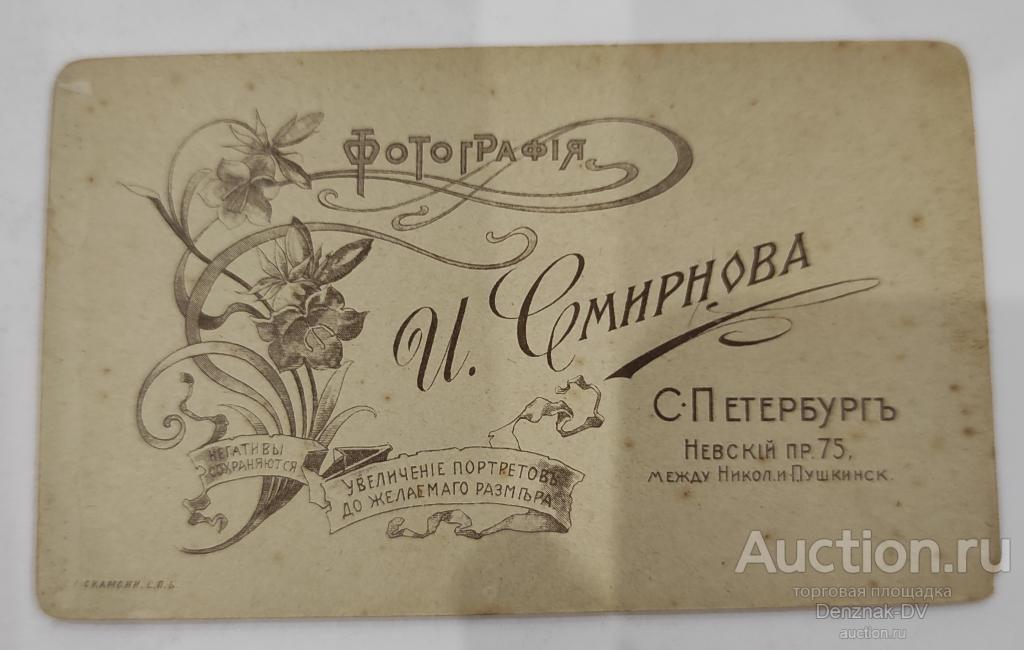 ФОТОГРАФІЯ
И. СМИРНОВА
С·ПЕТЕРБУРГЪ
НЕВСКІЙ ПР. 75,
МЕЖДУ НИКОЛ. И ПУШКИНСК.
НЕГАТИВЫ
СОХРАНЯЮТСЯ
УВЕЛИЧЕНІЕ ПОРТРЕТОВЪ
ДО ЖЕЛАЕМАГО РАЗМѢРА
С.П.Б.
Auction.ru
торговая площадка
Denznak-DV
auction.ru